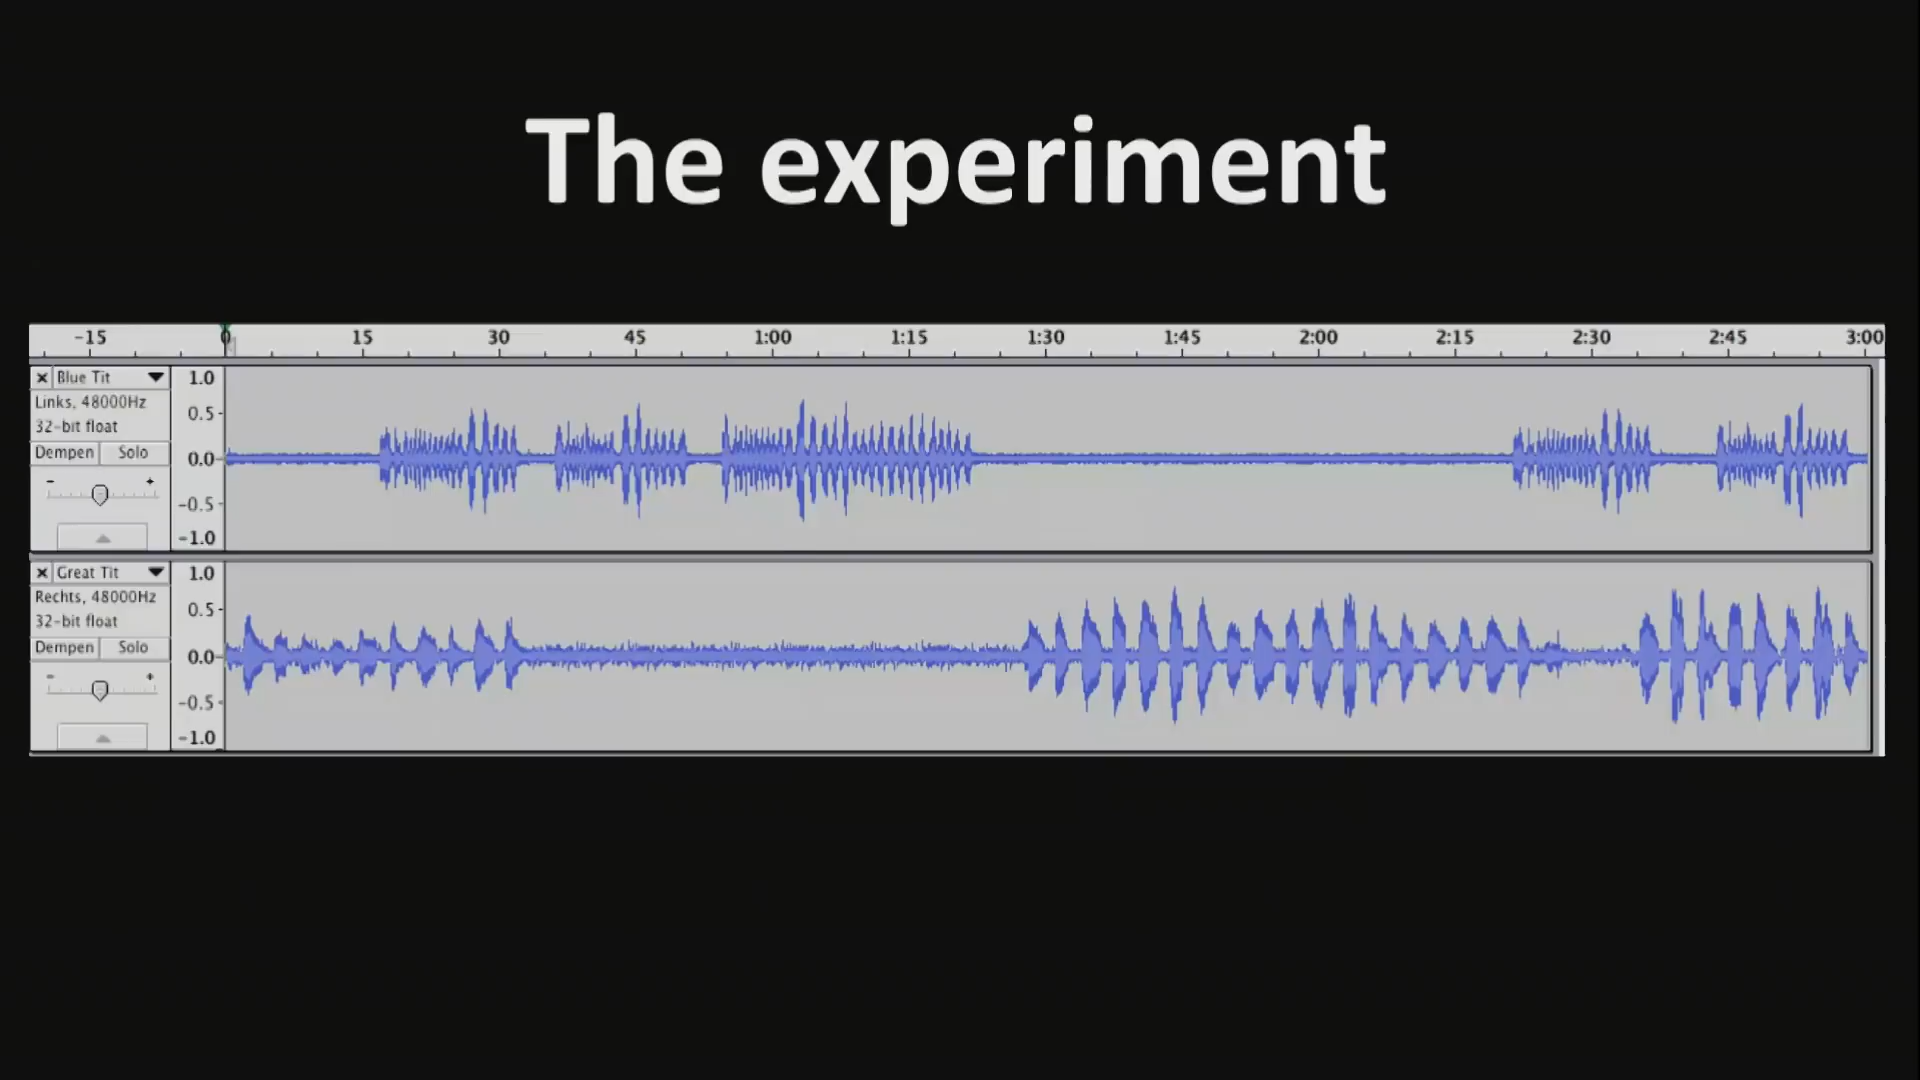 The experiment
-15 0 15 30 45 1:00 1:15 1:30 1:45 2:00 2:15 2:30 2:45 3:00
× Blue Tit
Links, 48000Hz
32-bit float
Dempen Solo
- +
1.0
0.5
0.0
-0.5
-1.0
× Great Tit
Rechts, 48000Hz
32-bit float
Dempen Solo
- +
1.0
0.5
0.0
-0.5
-1.0